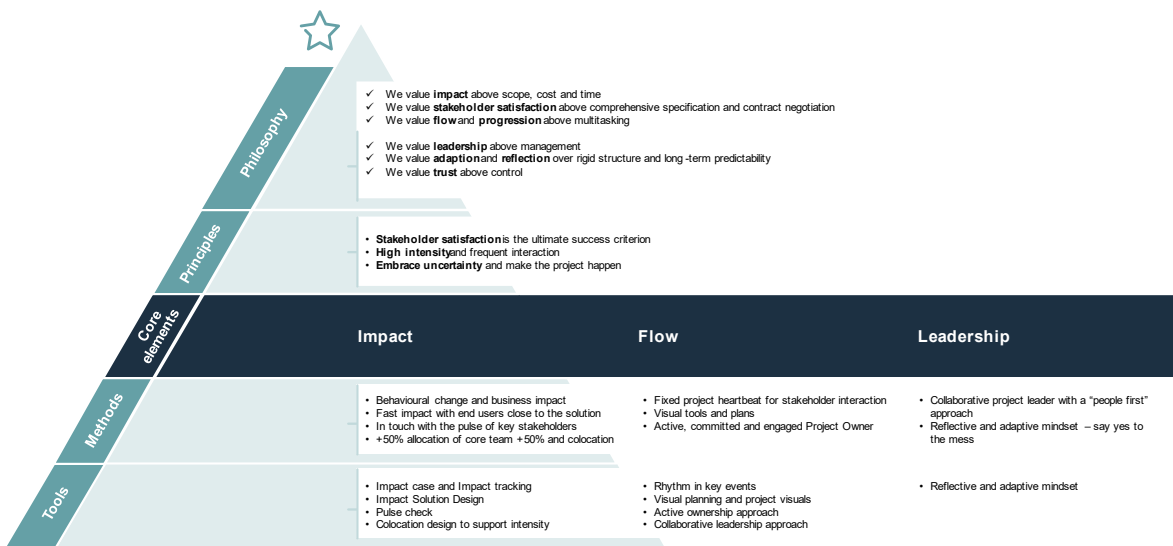 Philosophy
✓ We value impact above scope, cost and time
✓ We value stakeholder satisfaction above comprehensive specification and contract negotiation
✓ We value flow and progression above multitasking
✓ We value leadership above management
✓ We value adaption and reflection over rigid structure and long -term predictability
✓ We value trust above control
Principles
• Stakeholder satisfaction is the ultimate success criterion
• High intensity and frequent interaction
• Embrace uncertainty and make the project happen
Core
elements
Impact
Flow
Leadership
Methods
• Behavioural change and business impact
• Fast impact with end users close to the solution
• In touch with the pulse of key stakeholders
• +50% allocation of core team +50% and colocation
• Fixed project heartbeat for stakeholder interaction
• Visual tools and plans
• Active, committed and engaged Project Owner
• Collaborative project leader with a “people first”
approach
• Reflective and adaptive mindset – say yes to
the mess
Tools
• Impact case and Impact tracking
• Impact Solution Design
• Pulse check
• Colocation design to support intensity
• Rhythm in key events
• Visual planning and project visuals
• Active ownership approach
• Collaborative leadership approach
• Reflective and adaptive mindset